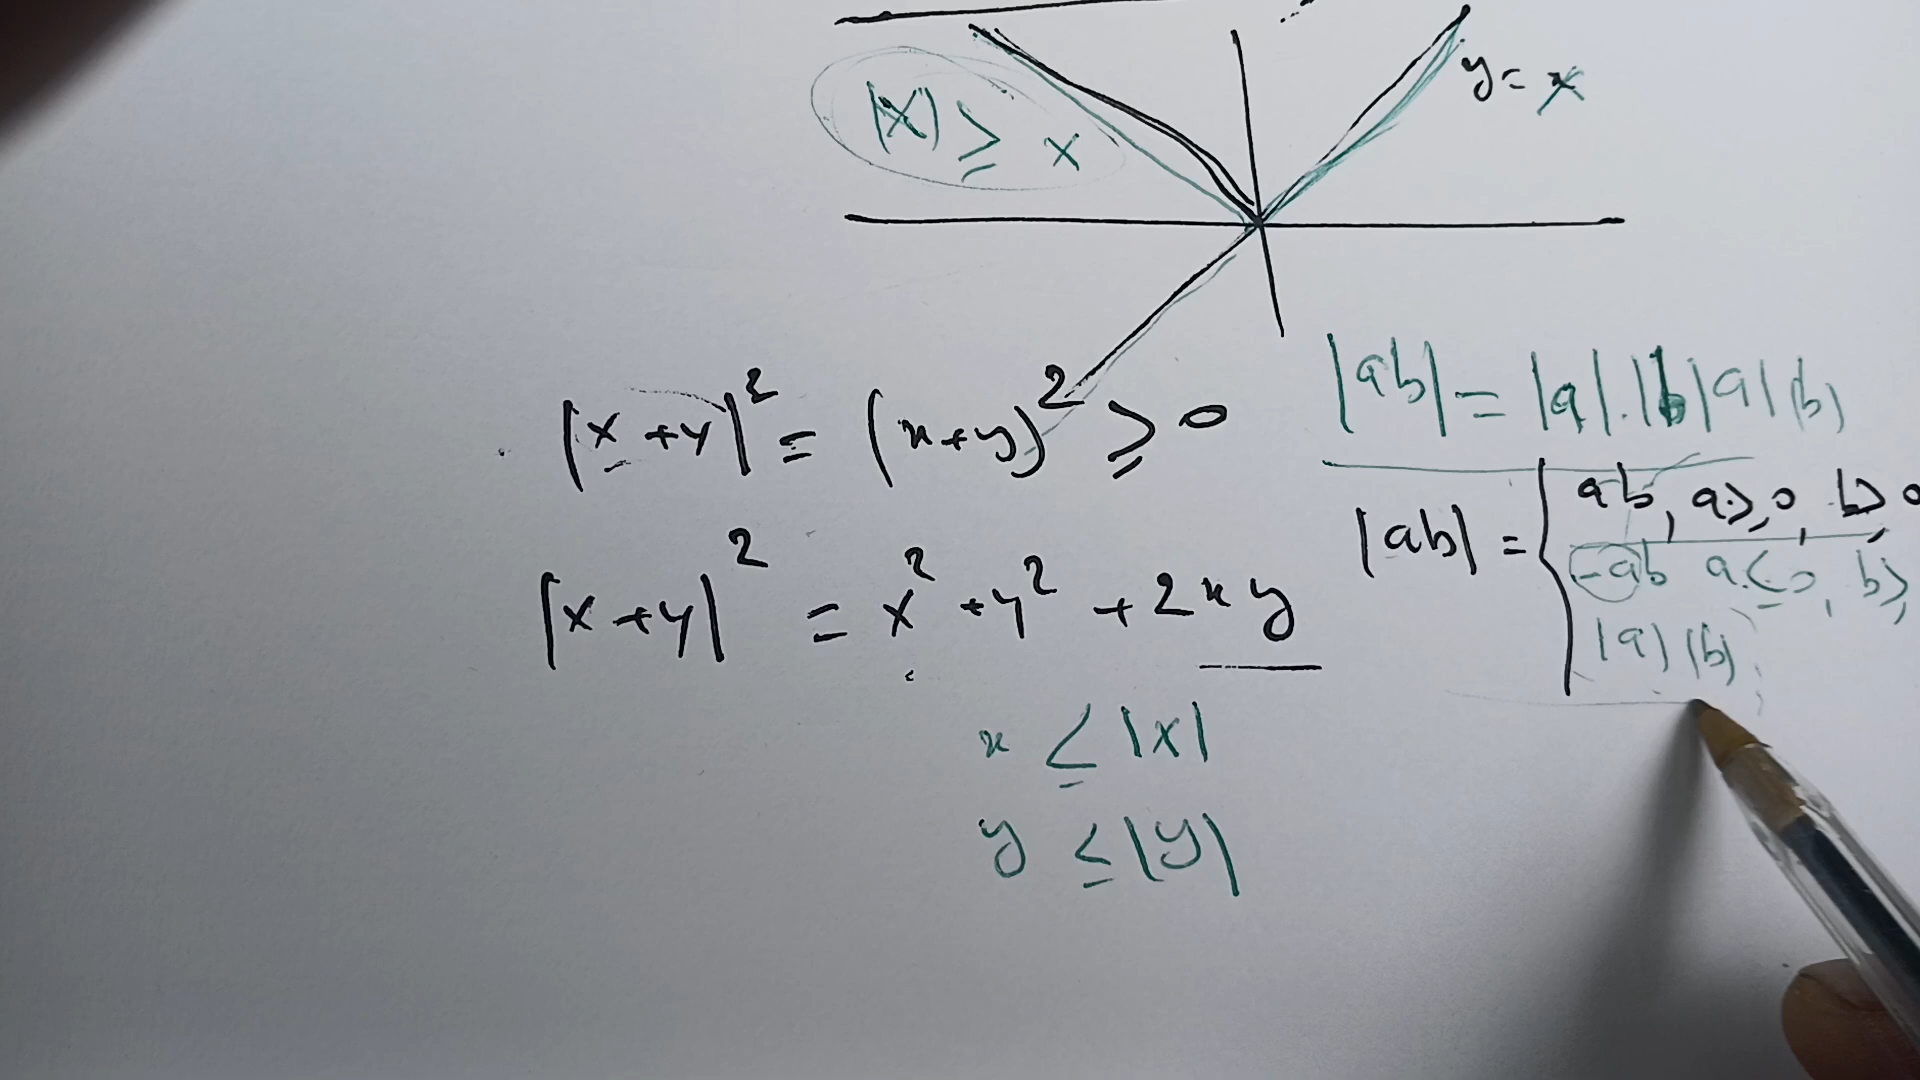 y = x
|x| ≥ x
|x+y|² = (x+y)² ≥ 0
|ab| = |a|.|b| |a| |b|
|x+y|² = x² + y² + 2xy
|ab| = { ab, a ≥ 0, b ≥ 0
-ab a ≤ 0, b ≥
|a| |b|
x ≤ |x|
y ≤ |y|